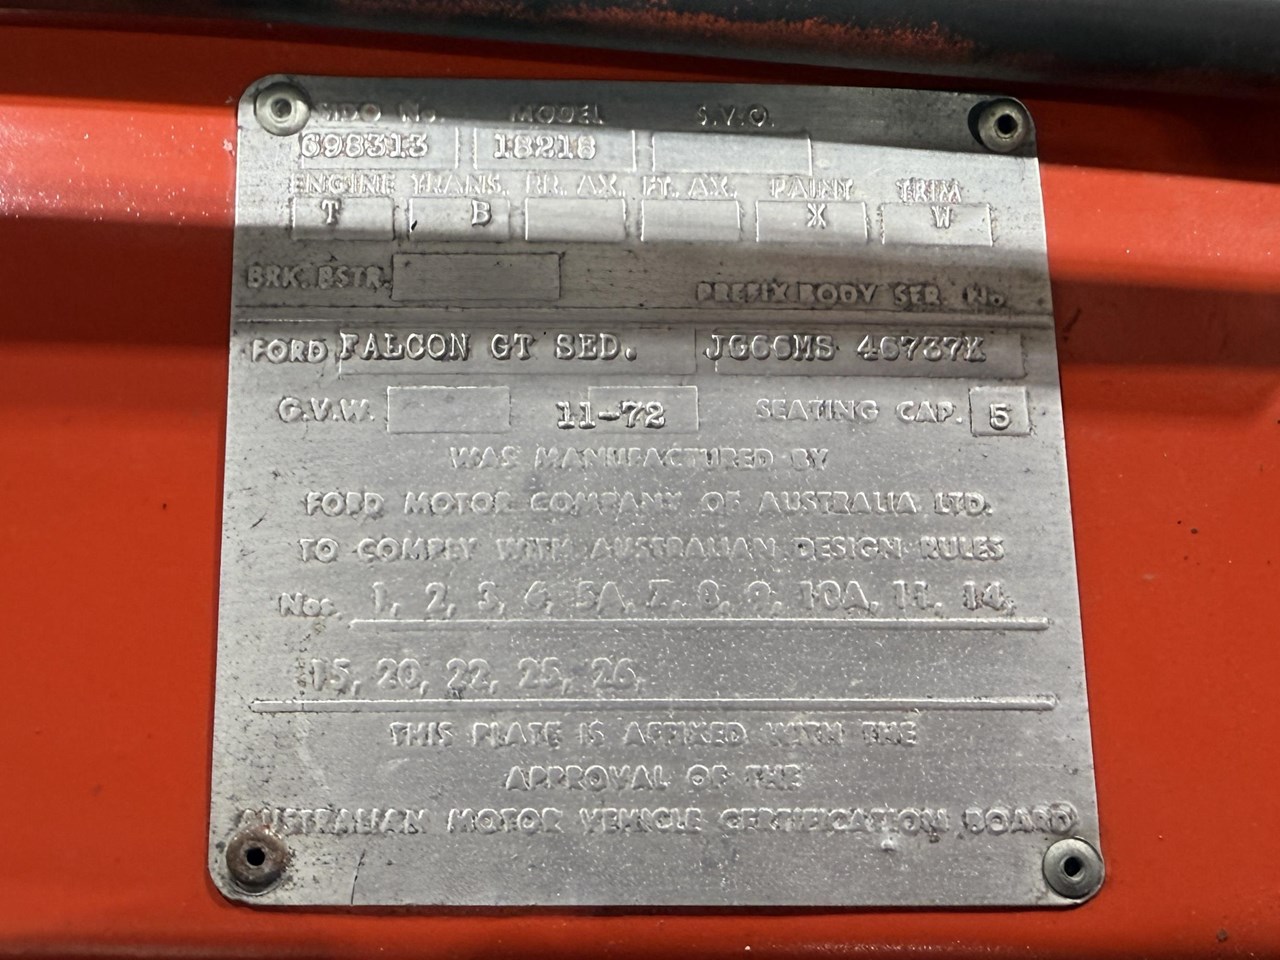 MDO No. MODEL S.V.O.
698313 18218
ENGINE TRANS. RR. AX. FT. AX. PAINT TRIM
T B X W
BRK. BSTR. PREFIX BODY SER. No.
FORD FALCON GT SED. JG66MS 46737K
G.V.W. 11-72 SEATING CAP. 5
WAS MANUFACTURED BY
FORD MOTOR COMPANY OF AUSTRALIA LTD.
TO COMPLY WITH AUSTRALIAN DESIGN RULES
Nos. 1, 2, 3, 4, 5A, 7, 8, 9, 10A, 11, 14,
15, 20, 22, 25, 26.
THIS PLATE IS AFFIXED WITH THE
APPROVAL OF THE
AUSTRALIAN MOTOR VEHICLE CERTIFICATION BOARD